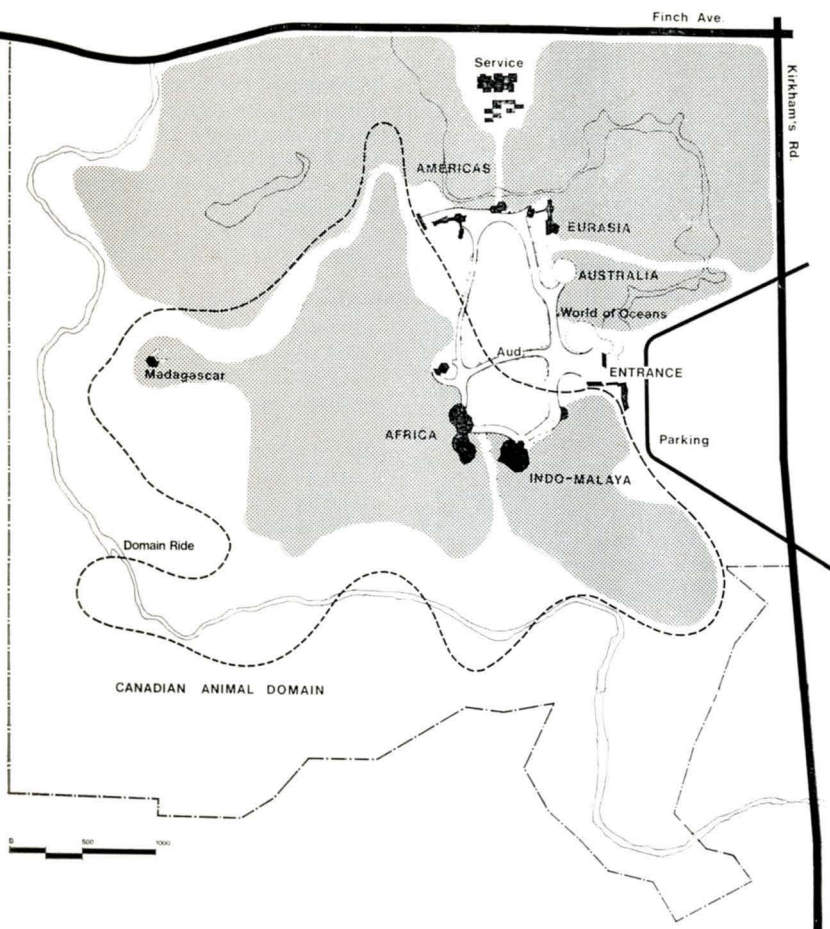 Finch Ave.
Kirkham's Rd.
Service
AMERICAS
EURASIA
AUSTRALIA
World of Oceans
Aud.
ENTRANCE
Madagascar
AFRICA
Parking
INDO-MALAYA
Domain Ride
CANADIAN ANIMAL DOMAIN
0 500 1000